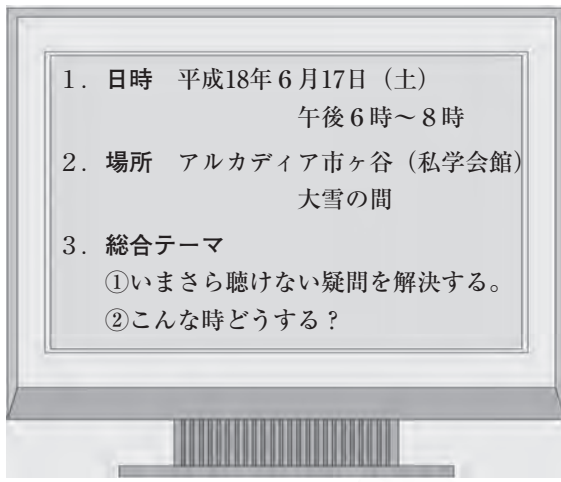 1．日時　平成18年６月17日（土）
午後６時～８時
2．場所　アルカディア市ヶ谷（私学会館）
大雪の間
3．総合テーマ
①いまさら聴けない疑問を解決する。
②こんな時どうする？